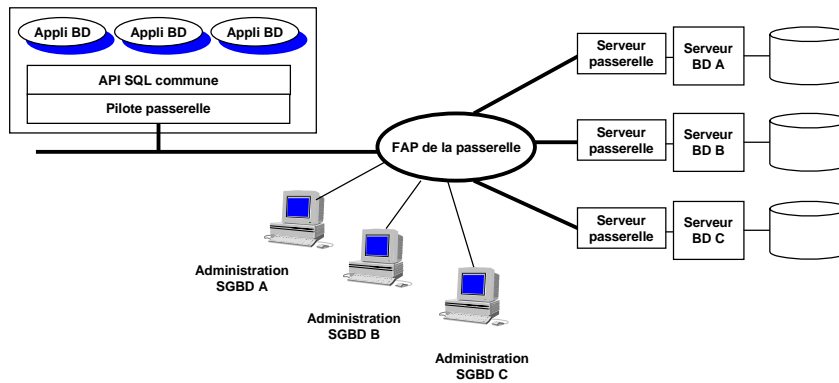 Appli BD Appli BD Appli BD
API SQL commune
Pilote passerelle
FAP de la passerelle
Serveur
passerelle
Serveur
BD A
Serveur
passerelle
Serveur
BD B
Serveur
passerelle
Serveur
BD C
Administration
SGBD A
Administration
SGBD B
Administration
SGBD C